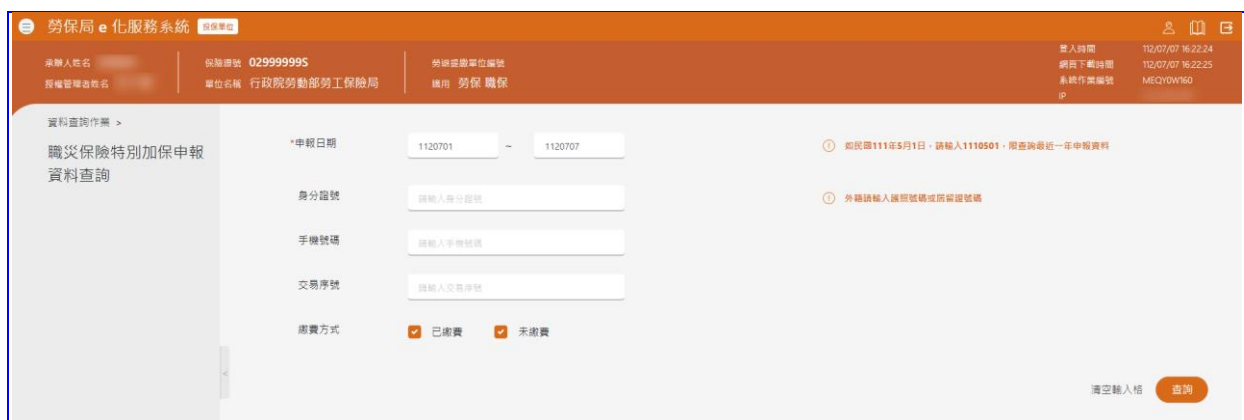 勞保局 e 化服務系統 投保單位
承辦人姓名
授權管理者姓名
保險證號 02999999S
單位名稱 行政院勞動部勞工保險局
勞退提繳單位編號
適用 勞保 職保
登入時間 112/07/07 16:22:24
網頁下載時間 112/07/07 16:22:25
系統作業編號 MEQY0W160
IP
資料查詢作業 >
職災保險特別加保申報
資料查詢
*申報日期 1120701 ~ 1120707
如民國111年5月1日，請輸入1110501，限查詢最近一年申報資料
身分證號 請輸入身分證號
外籍請輸入護照號碼或居留證號碼
手機號碼 請輸入手機號碼
交易序號 請輸入交易序號
繳費方式 已繳費 未繳費
<
清空輸入格 查詢